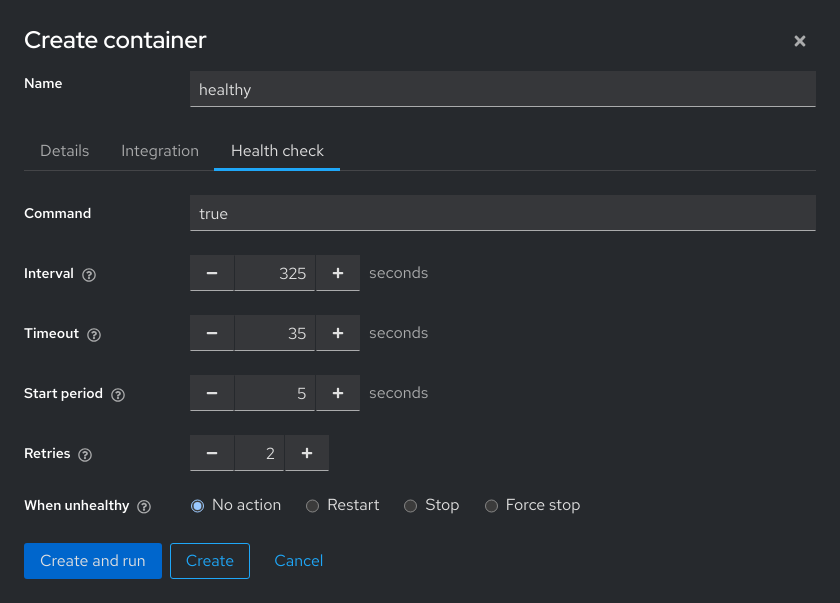 Create container
Name healthy
Details Integration Health check
Command true
Interval 325 seconds
Timeout 35 seconds
Start period 5 seconds
Retries 2
When unhealthy No action Restart Stop Force stop
Create and run Create Cancel